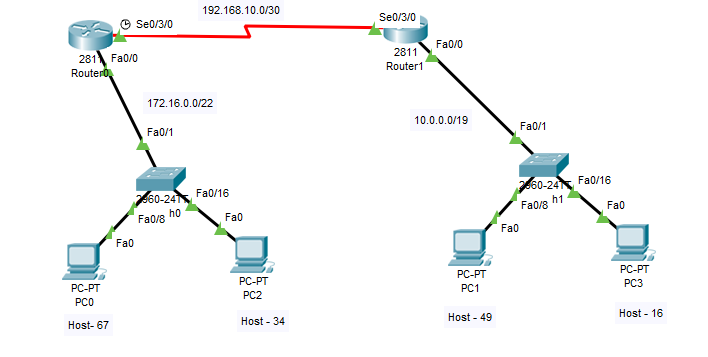 192.168.10.0/30
Se0/3/0
Se0/3/0
2811
Router0
Fa0/0
2811
Router1
Fa0/0
172.16.0.0/22
10.0.0.0/19
Fa0/1
Fa0/1
2960-24TT
h0
Fa0/16
Fa0/8
Fa0
Fa0
2960-24TT
h1
Fa0/16
Fa0/8
Fa0
Fa0
PC-PT
PC0
PC-PT
PC2
PC-PT
PC1
PC-PT
PC3
Host- 67
Host - 34
Host - 49
Host - 16